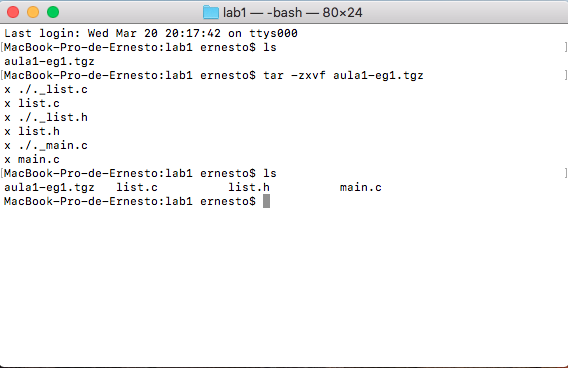 lab1 — -bash — 80×24
Last login: Wed Mar 20 20:17:42 on ttys000
[MacBook-Pro-de-Ernesto:lab1 ernesto$ ls ]
aula1-eg1.tgz
[MacBook-Pro-de-Ernesto:lab1 ernesto$ tar -zxvf aula1-eg1.tgz ]
x ./._list.c
x list.c
x ./._list.h
x list.h
x ./._main.c
x main.c
[MacBook-Pro-de-Ernesto:lab1 ernesto$ ls ]
aula1-eg1.tgz list.c list.h main.c
MacBook-Pro-de-Ernesto:lab1 ernesto$